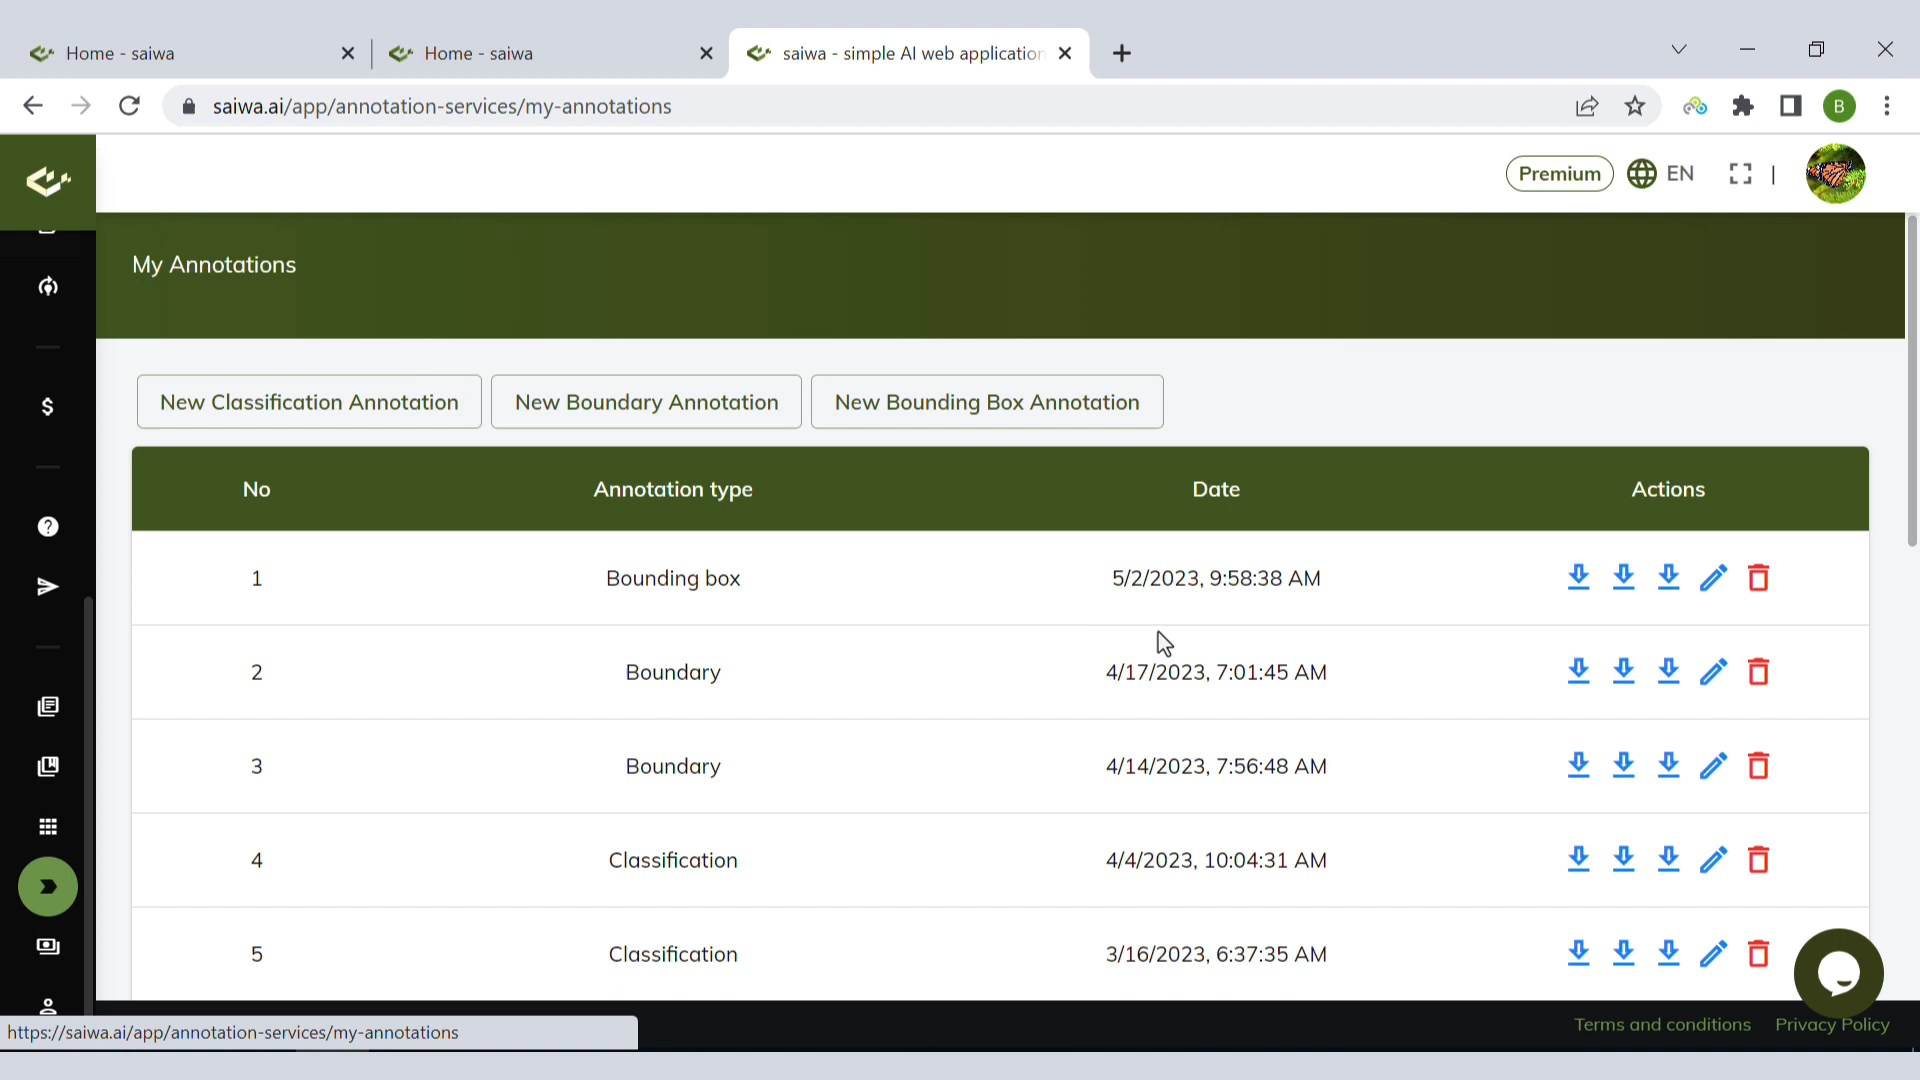 Home - saiwa
Home - saiwa
saiwa - simple AI web application
saiwa.ai/app/annotation-services/my-annotations
B
Premium
EN
My Annotations
New Classification Annotation
New Boundary Annotation
New Bounding Box Annotation
No Annotation type Date Actions
1 Bounding box 5/2/2023, 9:58:38 AM
2 Boundary 4/17/2023, 7:01:45 AM
3 Boundary 4/14/2023, 7:56:48 AM
4 Classification 4/4/2023, 10:04:31 AM
5 Classification 3/16/2023, 6:37:35 AM
Terms and conditions Privacy Policy
https://saiwa.ai/app/annotation-services/my-annotations